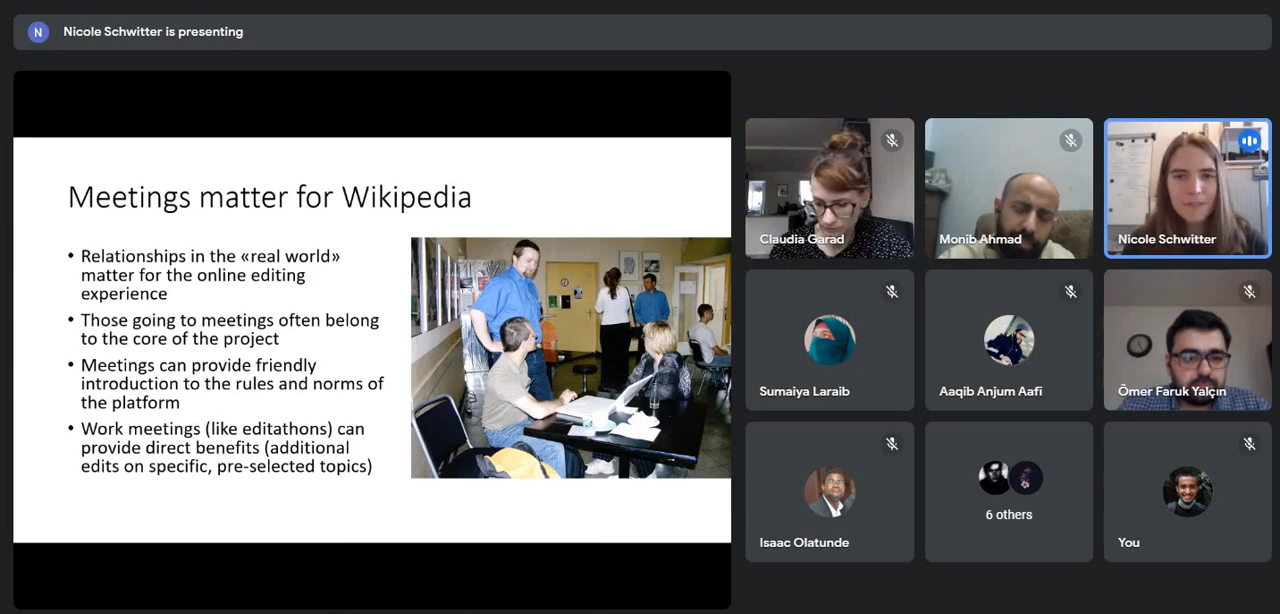 N
Nicole Schwitter is presenting
Meetings matter for Wikipedia
• Relationships in the «real world»
matter for the online editing
experience
• Those going to meetings often belong
to the core of the project
• Meetings can provide friendly
introduction to the rules and norms of
the platform
• Work meetings (like editathons) can
provide direct benefits (additional
edits on specific, pre-selected topics)
Claudia Garad
Monib Ahmad
Nicole Schwitter
Sumaiya Laraib
Aaqib Anjum Aafī
Ömer Faruk Yalçın
Isaac Olatunde
6 others
You